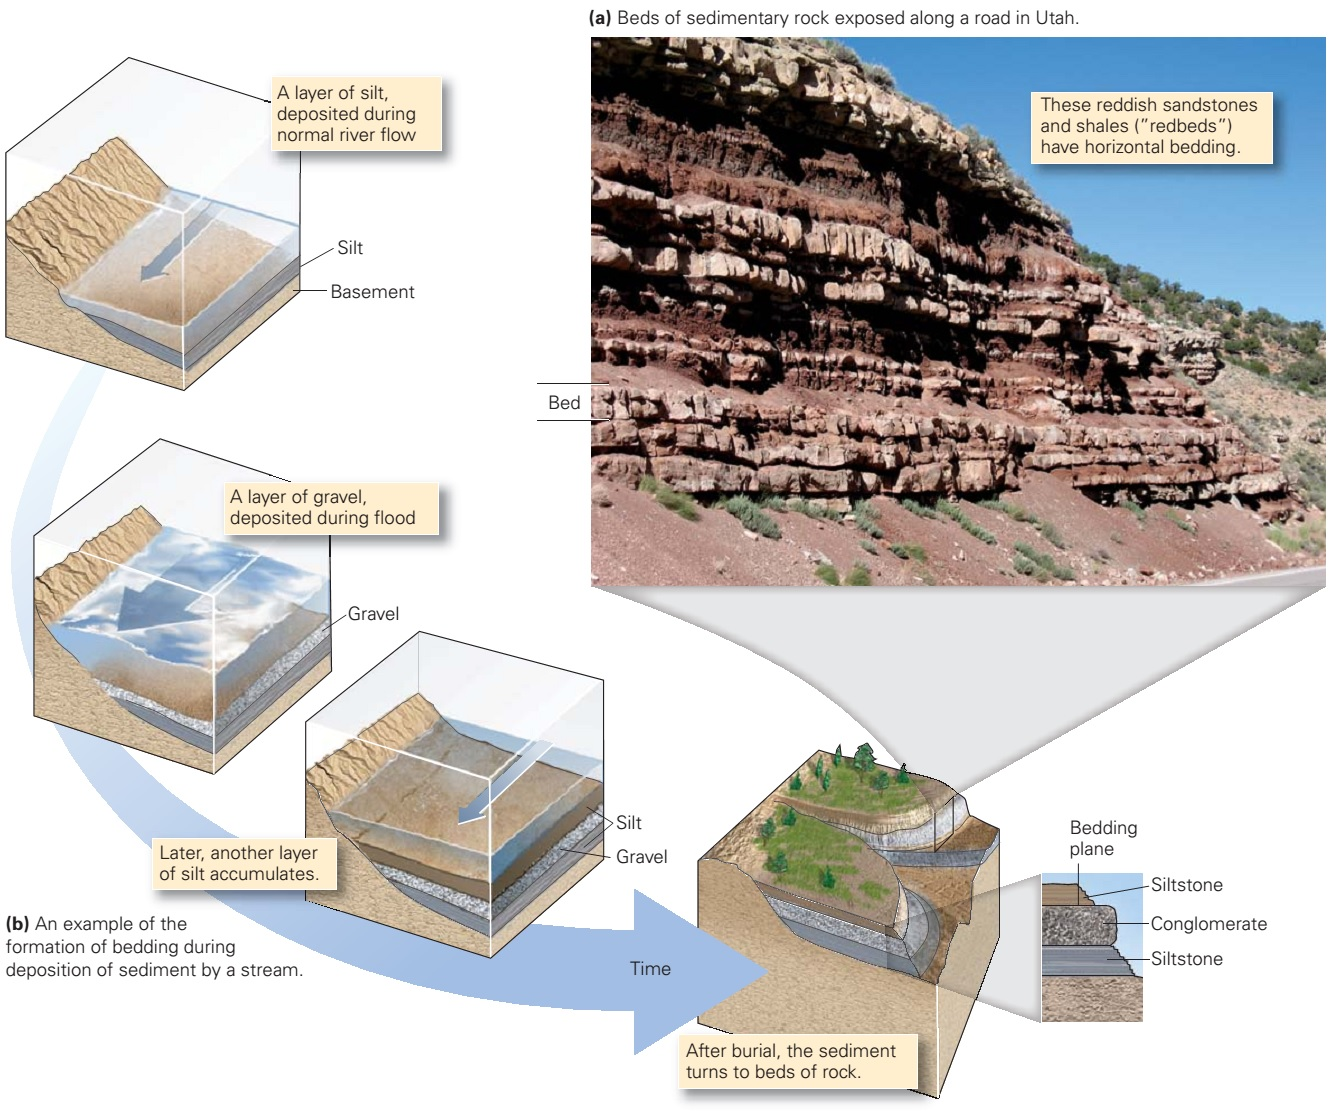 (a) Beds of sedimentary rock exposed along a road in Utah.
These reddish sandstones
and shales (”redbeds”)
have horizontal bedding.
Bed
A layer of silt,
deposited during
normal river flow
Silt
Basement
A layer of gravel,
deposited during flood
Gravel
Later, another layer
of silt accumulates.
Silt
Gravel
(b) An example of the
formation of bedding during
deposition of sediment by a stream.
Time
After burial, the sediment
turns to beds of rock.
Bedding
plane
Siltstone
Conglomerate
Siltstone